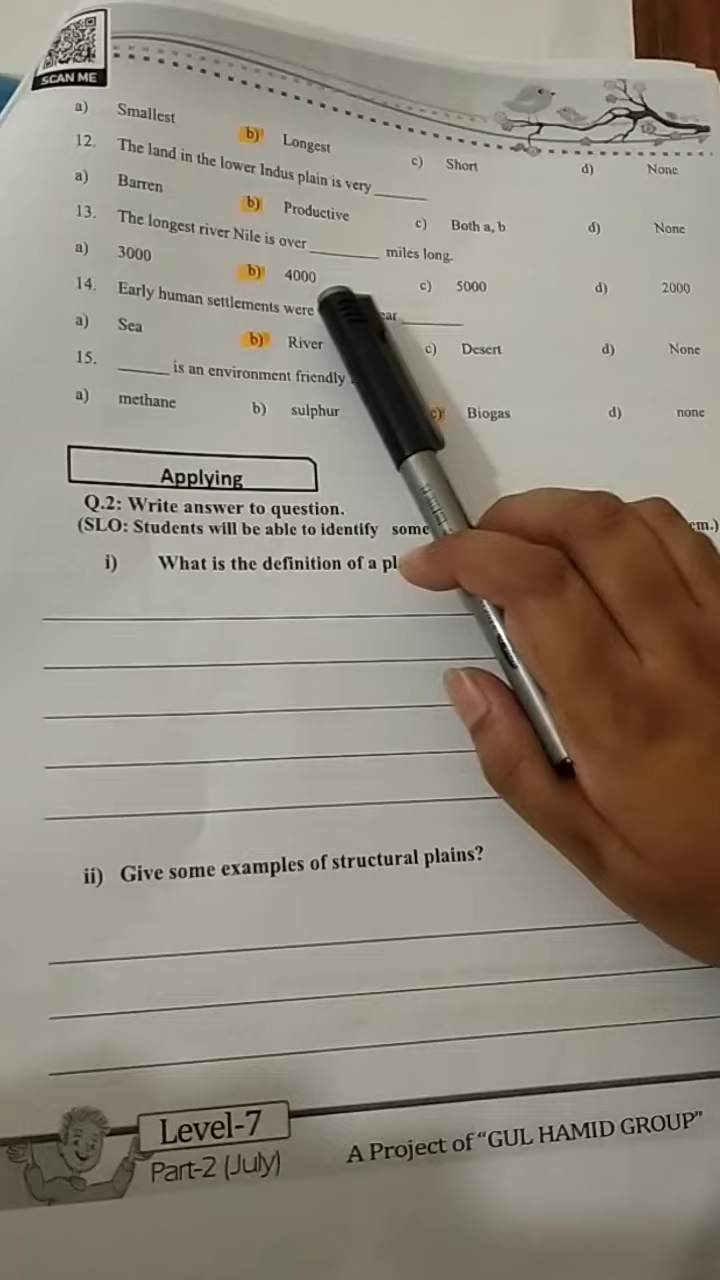 SCAN ME
a) Smallest b) Longest c) Short d) None
12. The land in the lower Indus plain is very ______
a) Barren b) Productive c) Both a, b d) None
13. The longest river Nile is over ______ miles long.
a) 3000 b) 4000 c) 5000 d) 2000
14. Early human settlements were ______
a) Sea b) River c) Desert d) None
15. ______ is an environment friendly
a) methane b) sulphur c) Biogas d) none
Applying
Q.2: Write answer to question.
(SLO: Students will be able to identify some
i) What is the definition of a
ii) Give some examples of structural plains?
Level-7
Part-2 (July)
A Project of “GUL HAMID GROUP”